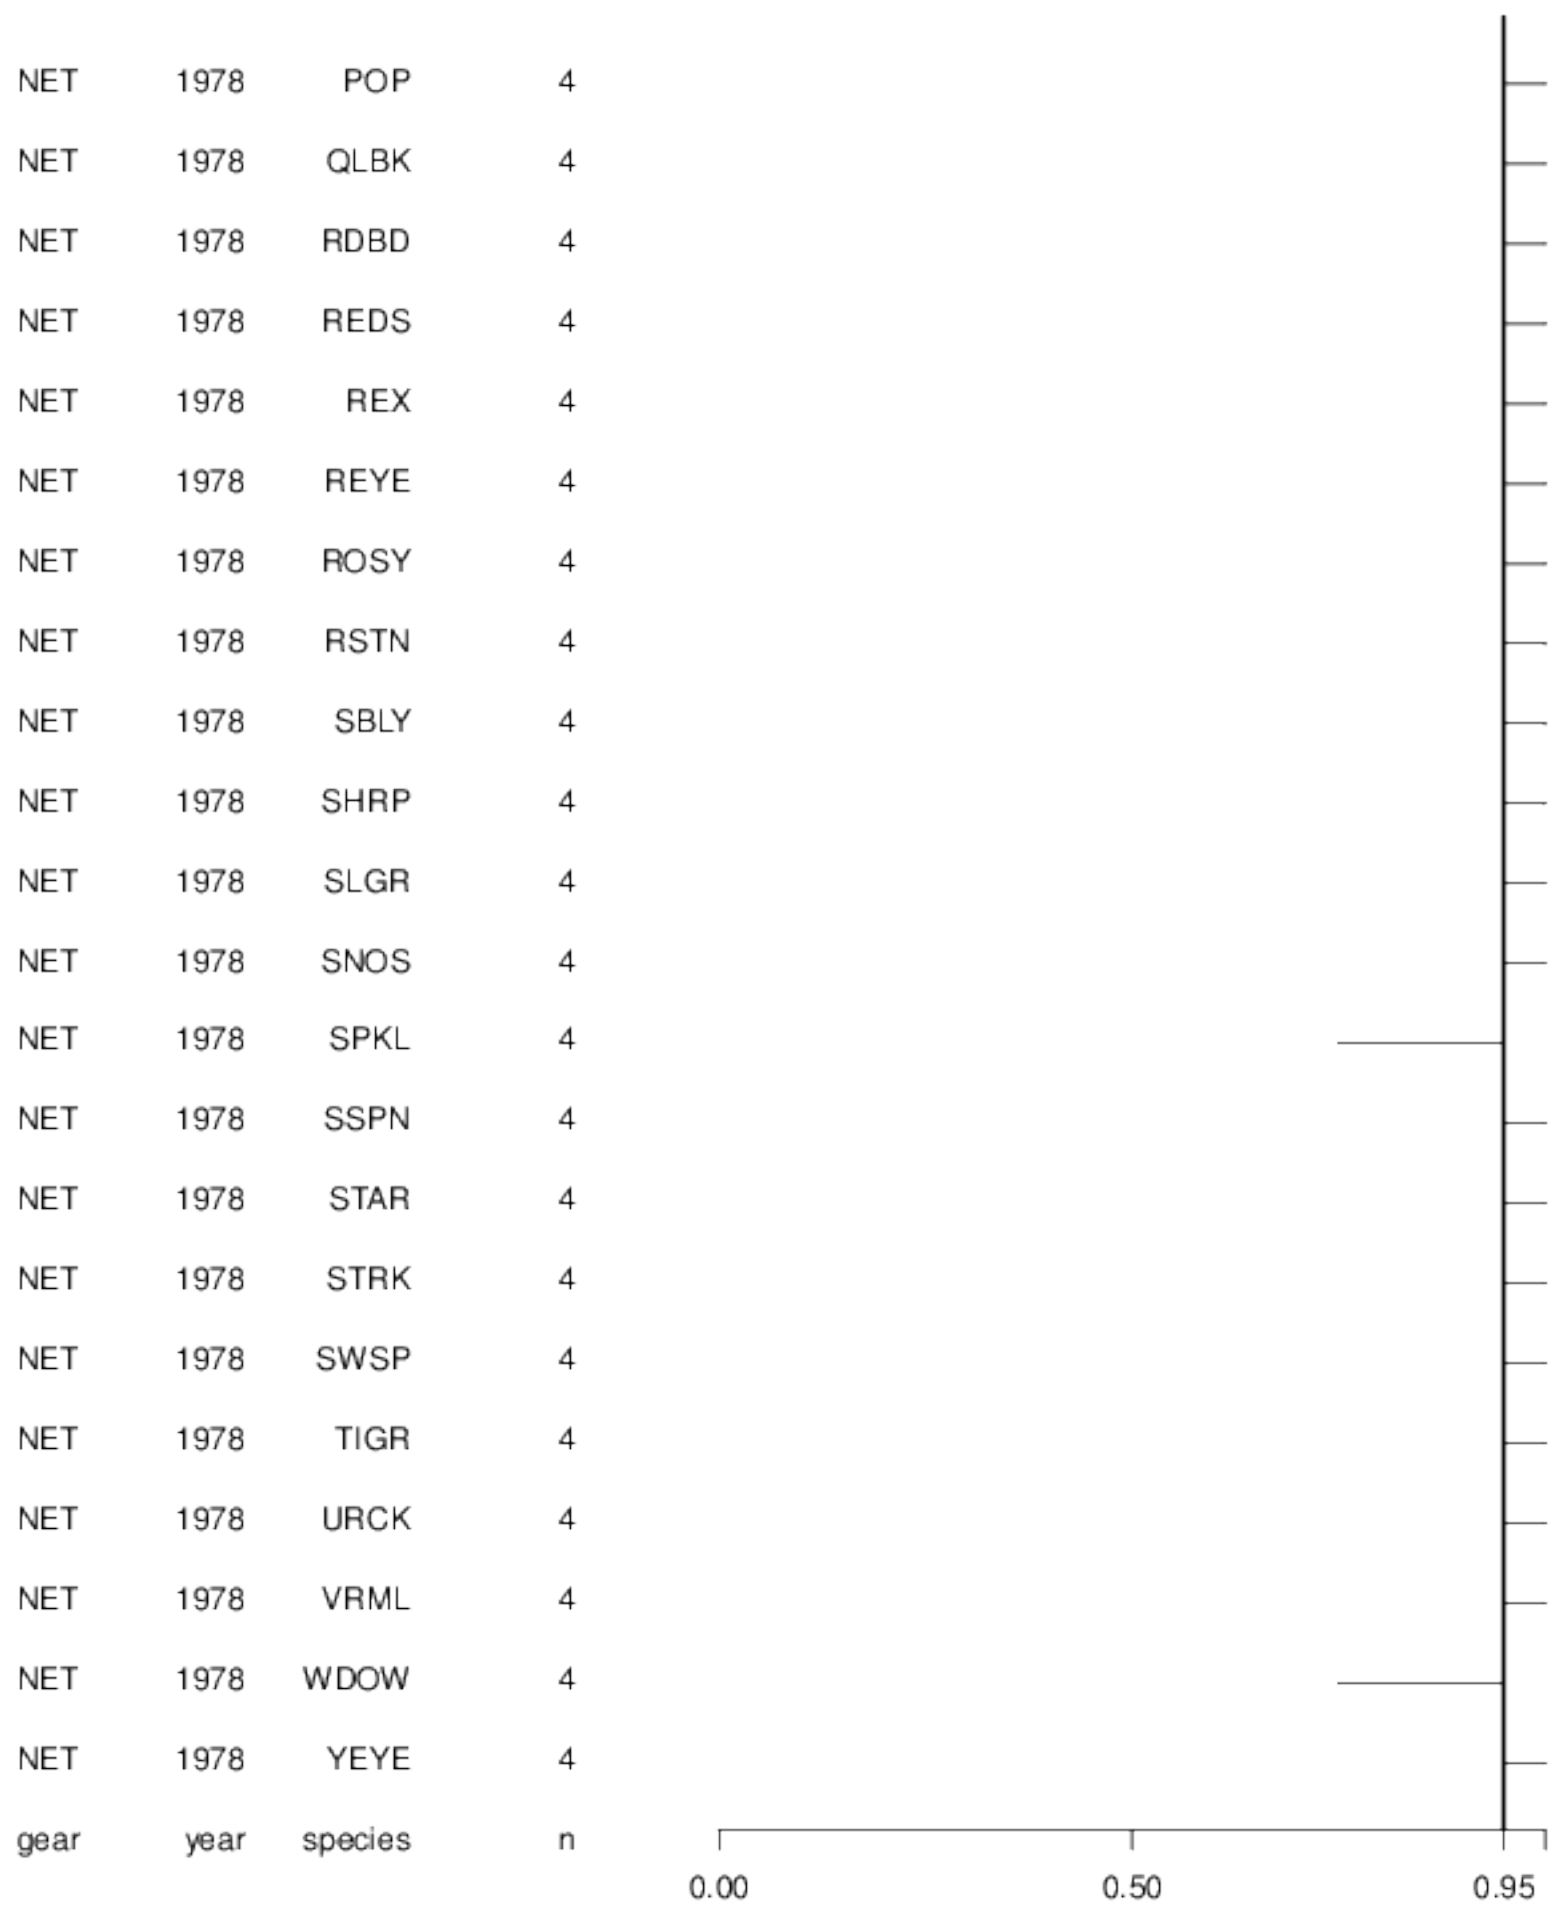 NET 1978 POP 4
NET 1978 QLBK 4
NET 1978 RDBD 4
NET 1978 REDS 4
NET 1978 REX 4
NET 1978 REYE 4
NET 1978 ROSY 4
NET 1978 RSTN 4
NET 1978 SBLY 4
NET 1978 SHRP 4
NET 1978 SLGR 4
NET 1978 SNOS 4
NET 1978 SPKL 4
NET 1978 SSPN 4
NET 1978 STAR 4
NET 1978 STRK 4
NET 1978 SWSP 4
NET 1978 TIGR 4
NET 1978 URCK 4
NET 1978 VRML 4
NET 1978 WDOW 4
NET 1978 YEYE 4
gear year species n
0.00 0.50 0.95